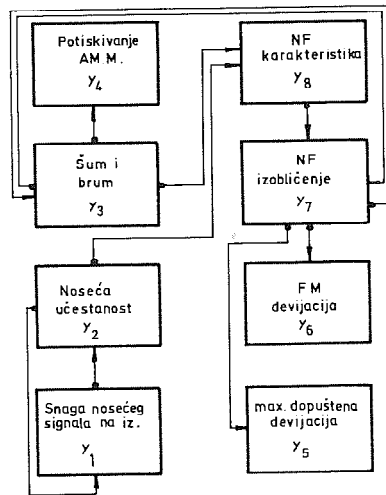 Potiskivanje
AM.M.
y4
NF
karakteristika
y8
Šum i
brum
y3
NF
izobličenje
y7
Noseća
učestanost
y2
FM
devijacija
y6
Snaga nosećeg
signala na iz.
y1
max. dopuštena
devijacija
y5